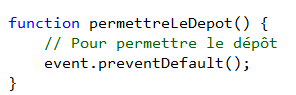 function permettreLeDepot() {
    // Pour permettre le dépôt
    event.preventDefault();
}